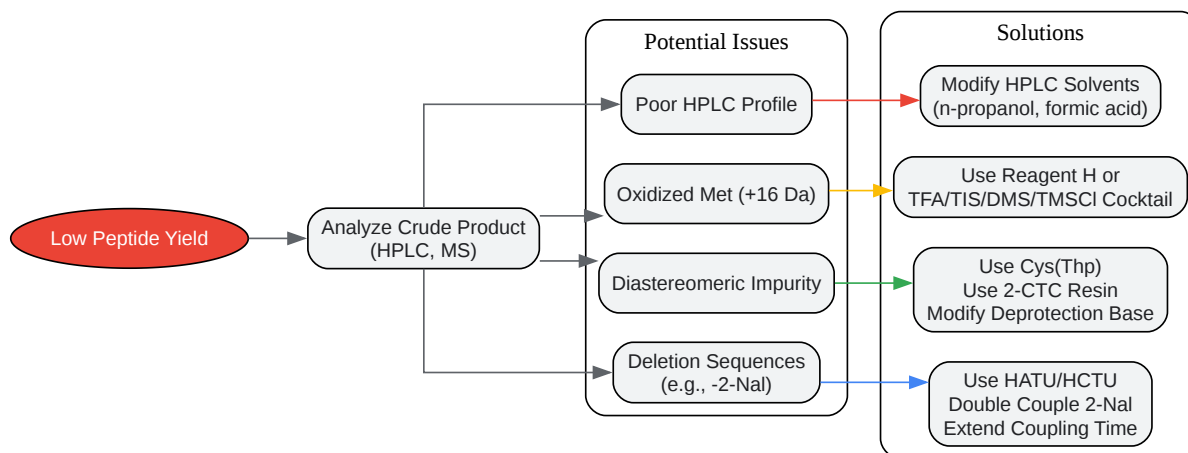 Low Peptide Yield
Analyze Crude Product
(HPLC, MS)
Potential Issues
Poor HPLC Profile
Oxidized Met (+16 Da)
Diastereomeric Impurity
Deletion Sequences
(e.g., -2-Nal)
Solutions
Modify HPLC Solvents
(n-propanol, formic acid)
Use Reagent H or
TFA/TIS/DMS/TMSCl Cocktail
Use Cys(Thp)
Use 2-CTC Resin
Modify Deprotection Base
Use HATU/HCTU
Double Couple 2-Nal
Extend Coupling Time